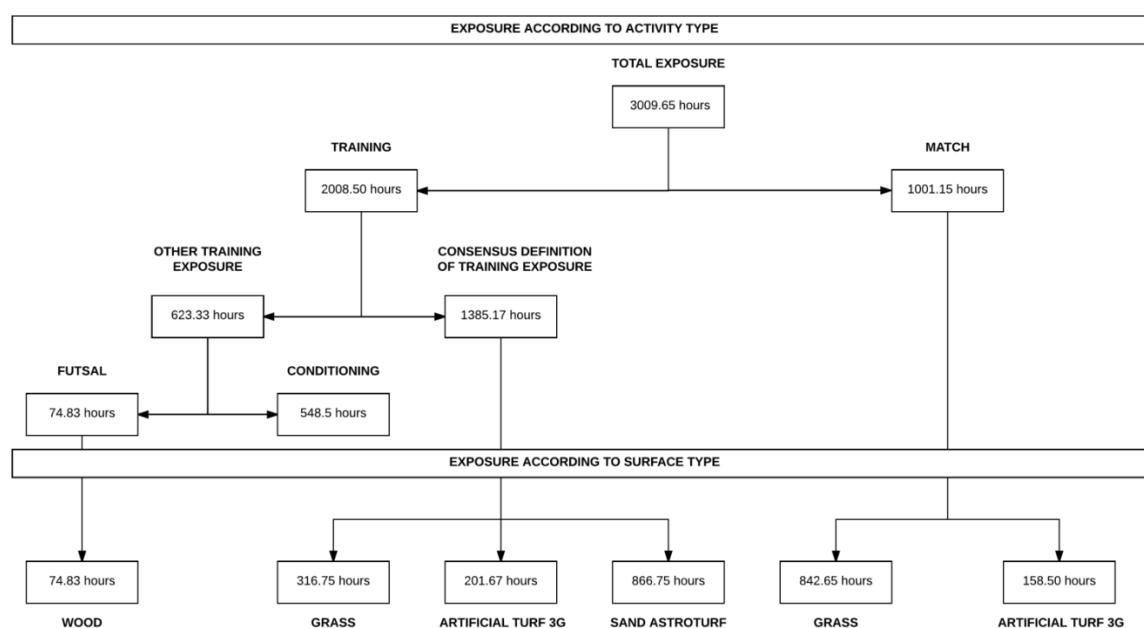 EXPOSURE ACCORDING TO ACTIVITY TYPE
TOTAL EXPOSURE
3009.65 hours
TRAINING
MATCH
2008.50 hours
1001.15 hours
OTHER TRAINING
EXPOSURE
CONSENSUS DEFINITION
OF TRAINING EXPOSURE
623.33 hours
1385.17 hours
FUTSAL
CONDITIONING
74.83 hours
548.5 hours
EXPOSURE ACCORDING TO SURFACE TYPE
74.83 hours
316.75 hours
201.67 hours
866.75 hours
842.65 hours
158.50 hours
WOOD
GRASS
ARTIFICIAL TURF 3G
SAND ASTROTURF
GRASS
ARTIFICIAL TURF 3G